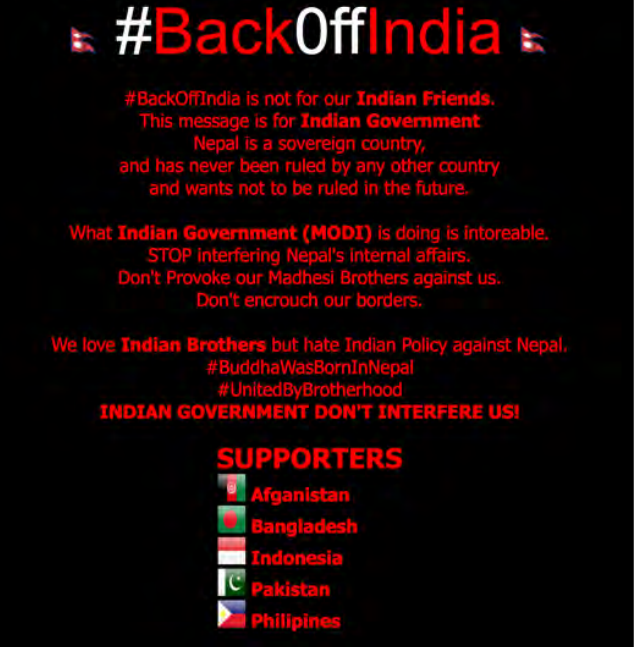 #Back0ffIndia
#BackOffIndia is not for our Indian Friends.
This message is for Indian Government
Nepal is a sovereign country,
and has never been ruled by any other country
and wants not to be ruled in the future.
What Indian Government (MODI) is doing is intoreable.
STOP interfering Nepal's internal affairs.
Don't Provoke our Madhesi Brothers against us.
Don't encrouch our borders.
We love Indian Brothers but hate Indian Policy against Nepal.
#BuddhaWasBornInNepal
#UnitedByBrotherhood
INDIAN GOVERNMENT DON'T INTERFERE US!
SUPPORTERS
Afganistan
Bangladesh
Indonesia
Pakistan
Philipines